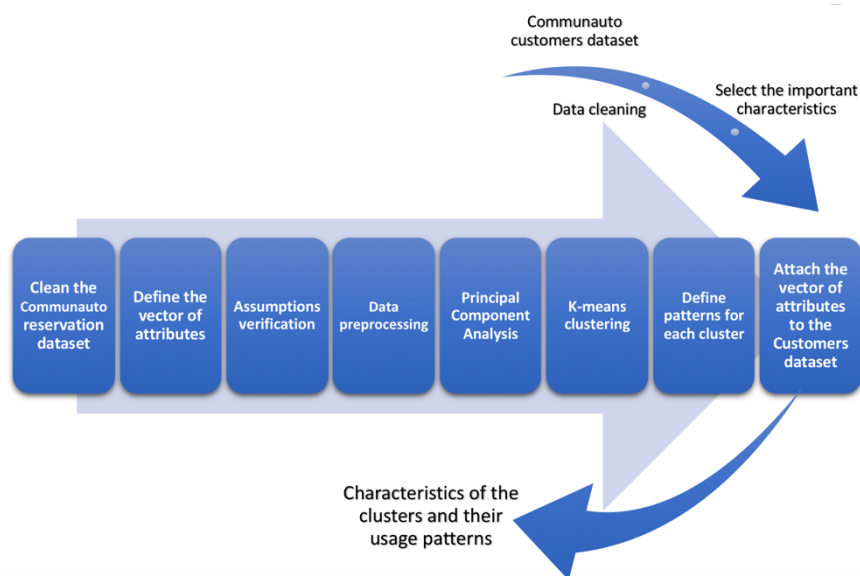 Communauto
customers dataset
Data cleaning
Select the important
characteristics
Clean the
Communauto
reservation
dataset
Define the
vector of
attributes
Assumptions
verification
Data
preprocessing
Principal
Component
Analysis
K-means
clustering
Define
patterns for
each cluster
Attach the
vector of
attributes
to the
Customers
dataset
Characteristics of the
clusters and their
usage patterns